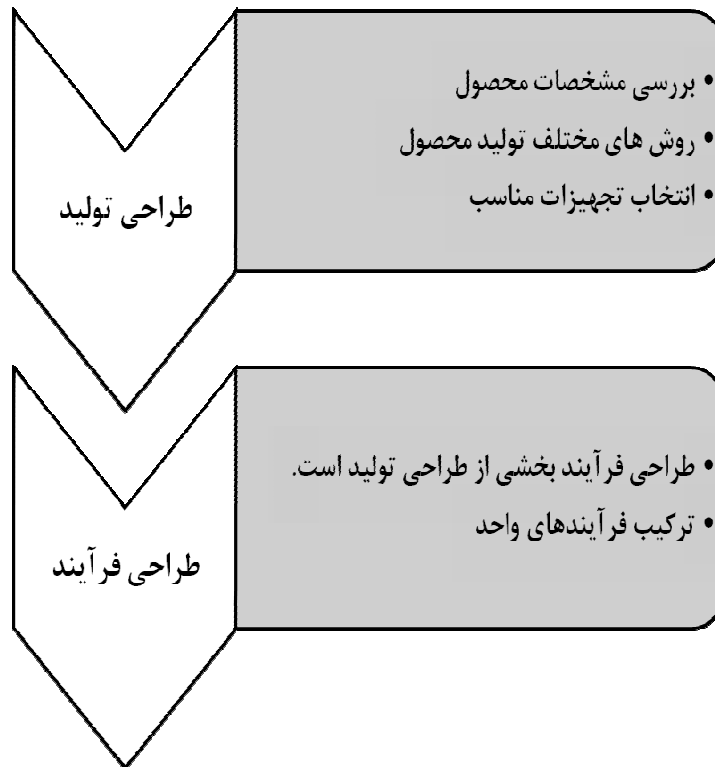 طراحی تولید
• بررسی مشخصات محصول
• روش های مختلف تولید محصول
• انتخاب تجهیزات مناسب
طراحی فرآیند
• طراحی فرآیند بخشی از طراحی تولید است.
• ترکیب فرآیندهای واحد